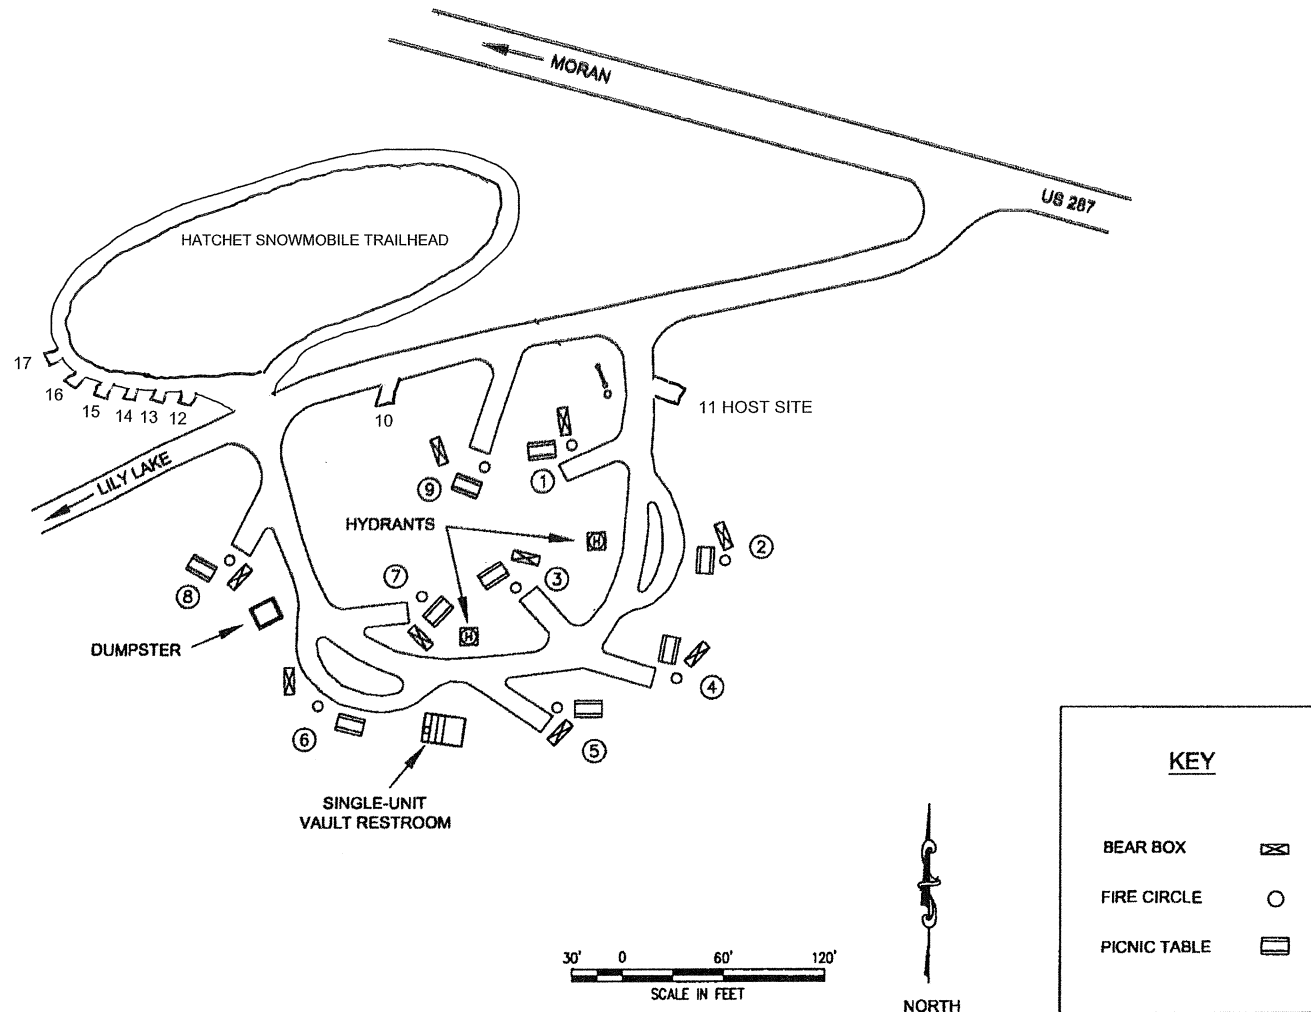 MORAN
US 287
HATCHET SNOWMOBILE TRAILHEAD
17
16
15
14
13
12
10
11 HOST SITE
LILY LAKE
9
1
HYDRANTS
H
2
7
3
8
H
DUMPSTER
4
6
5
SINGLE-UNIT
VAULT RESTROOM
KEY
BEAR BOX
FIRE CIRCLE
PICNIC TABLE
30' 0 60' 120'
SCALE IN FEET
NORTH